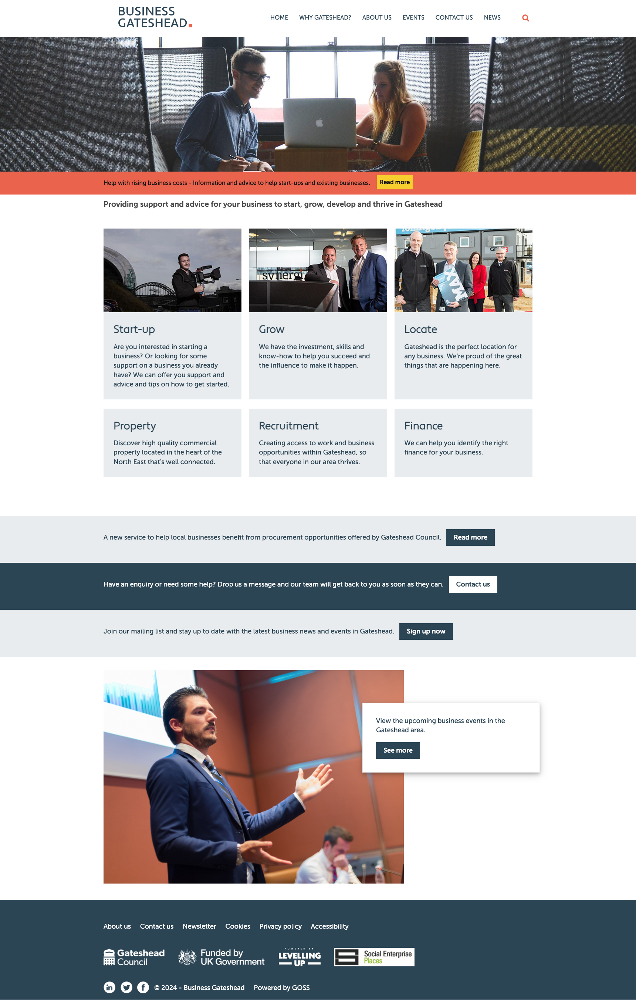 BUSINESS
GATESHEAD.
HOME WHY GATESHEAD? ABOUT US EVENTS CONTACT US NEWS
Help with rising business costs - Information and advice to help start-ups and existing businesses. Read more
Providing support and advice for your business to start, grow, develop and thrive in Gateshead
synergi
MAX
Start-up
Are you interested in starting a
business? Or looking for some
support on a business you already
have? We can offer you support and
advice and tips on how to get started.
Grow
We have the investment, skills and
know-how to help you succeed and
the influence to make it happen.
Locate
Gateshead is the perfect location for
any business. We're proud of the great
things that are happening here.
Property
Discover high quality commercial
property located in the heart of the
North East that's well connected.
Recruitment
Creating access to work and business
opportunities within Gateshead, so
that everyone in our area thrives.
Finance
We can help you identify the right
finance for your business.
A new service to help local businesses benefit from procurement opportunities offered by Gateshead Council. Read more
Have an enquiry or need some help? Drop us a message and our team will get back to you as soon as they can. Contact us
Join our mailing list and stay up to date with the latest business news and events in Gateshead. Sign up now
View the upcoming business events in the
Gateshead area.
See more
About us Contact us Newsletter Cookies Privacy policy Accessibility
Gateshead
Council
Funded by
UK Government
POWERED BY
LEVELLING
UP
Social Enterprise
Places
in f © 2024 - Business Gateshead Powered by GOSS